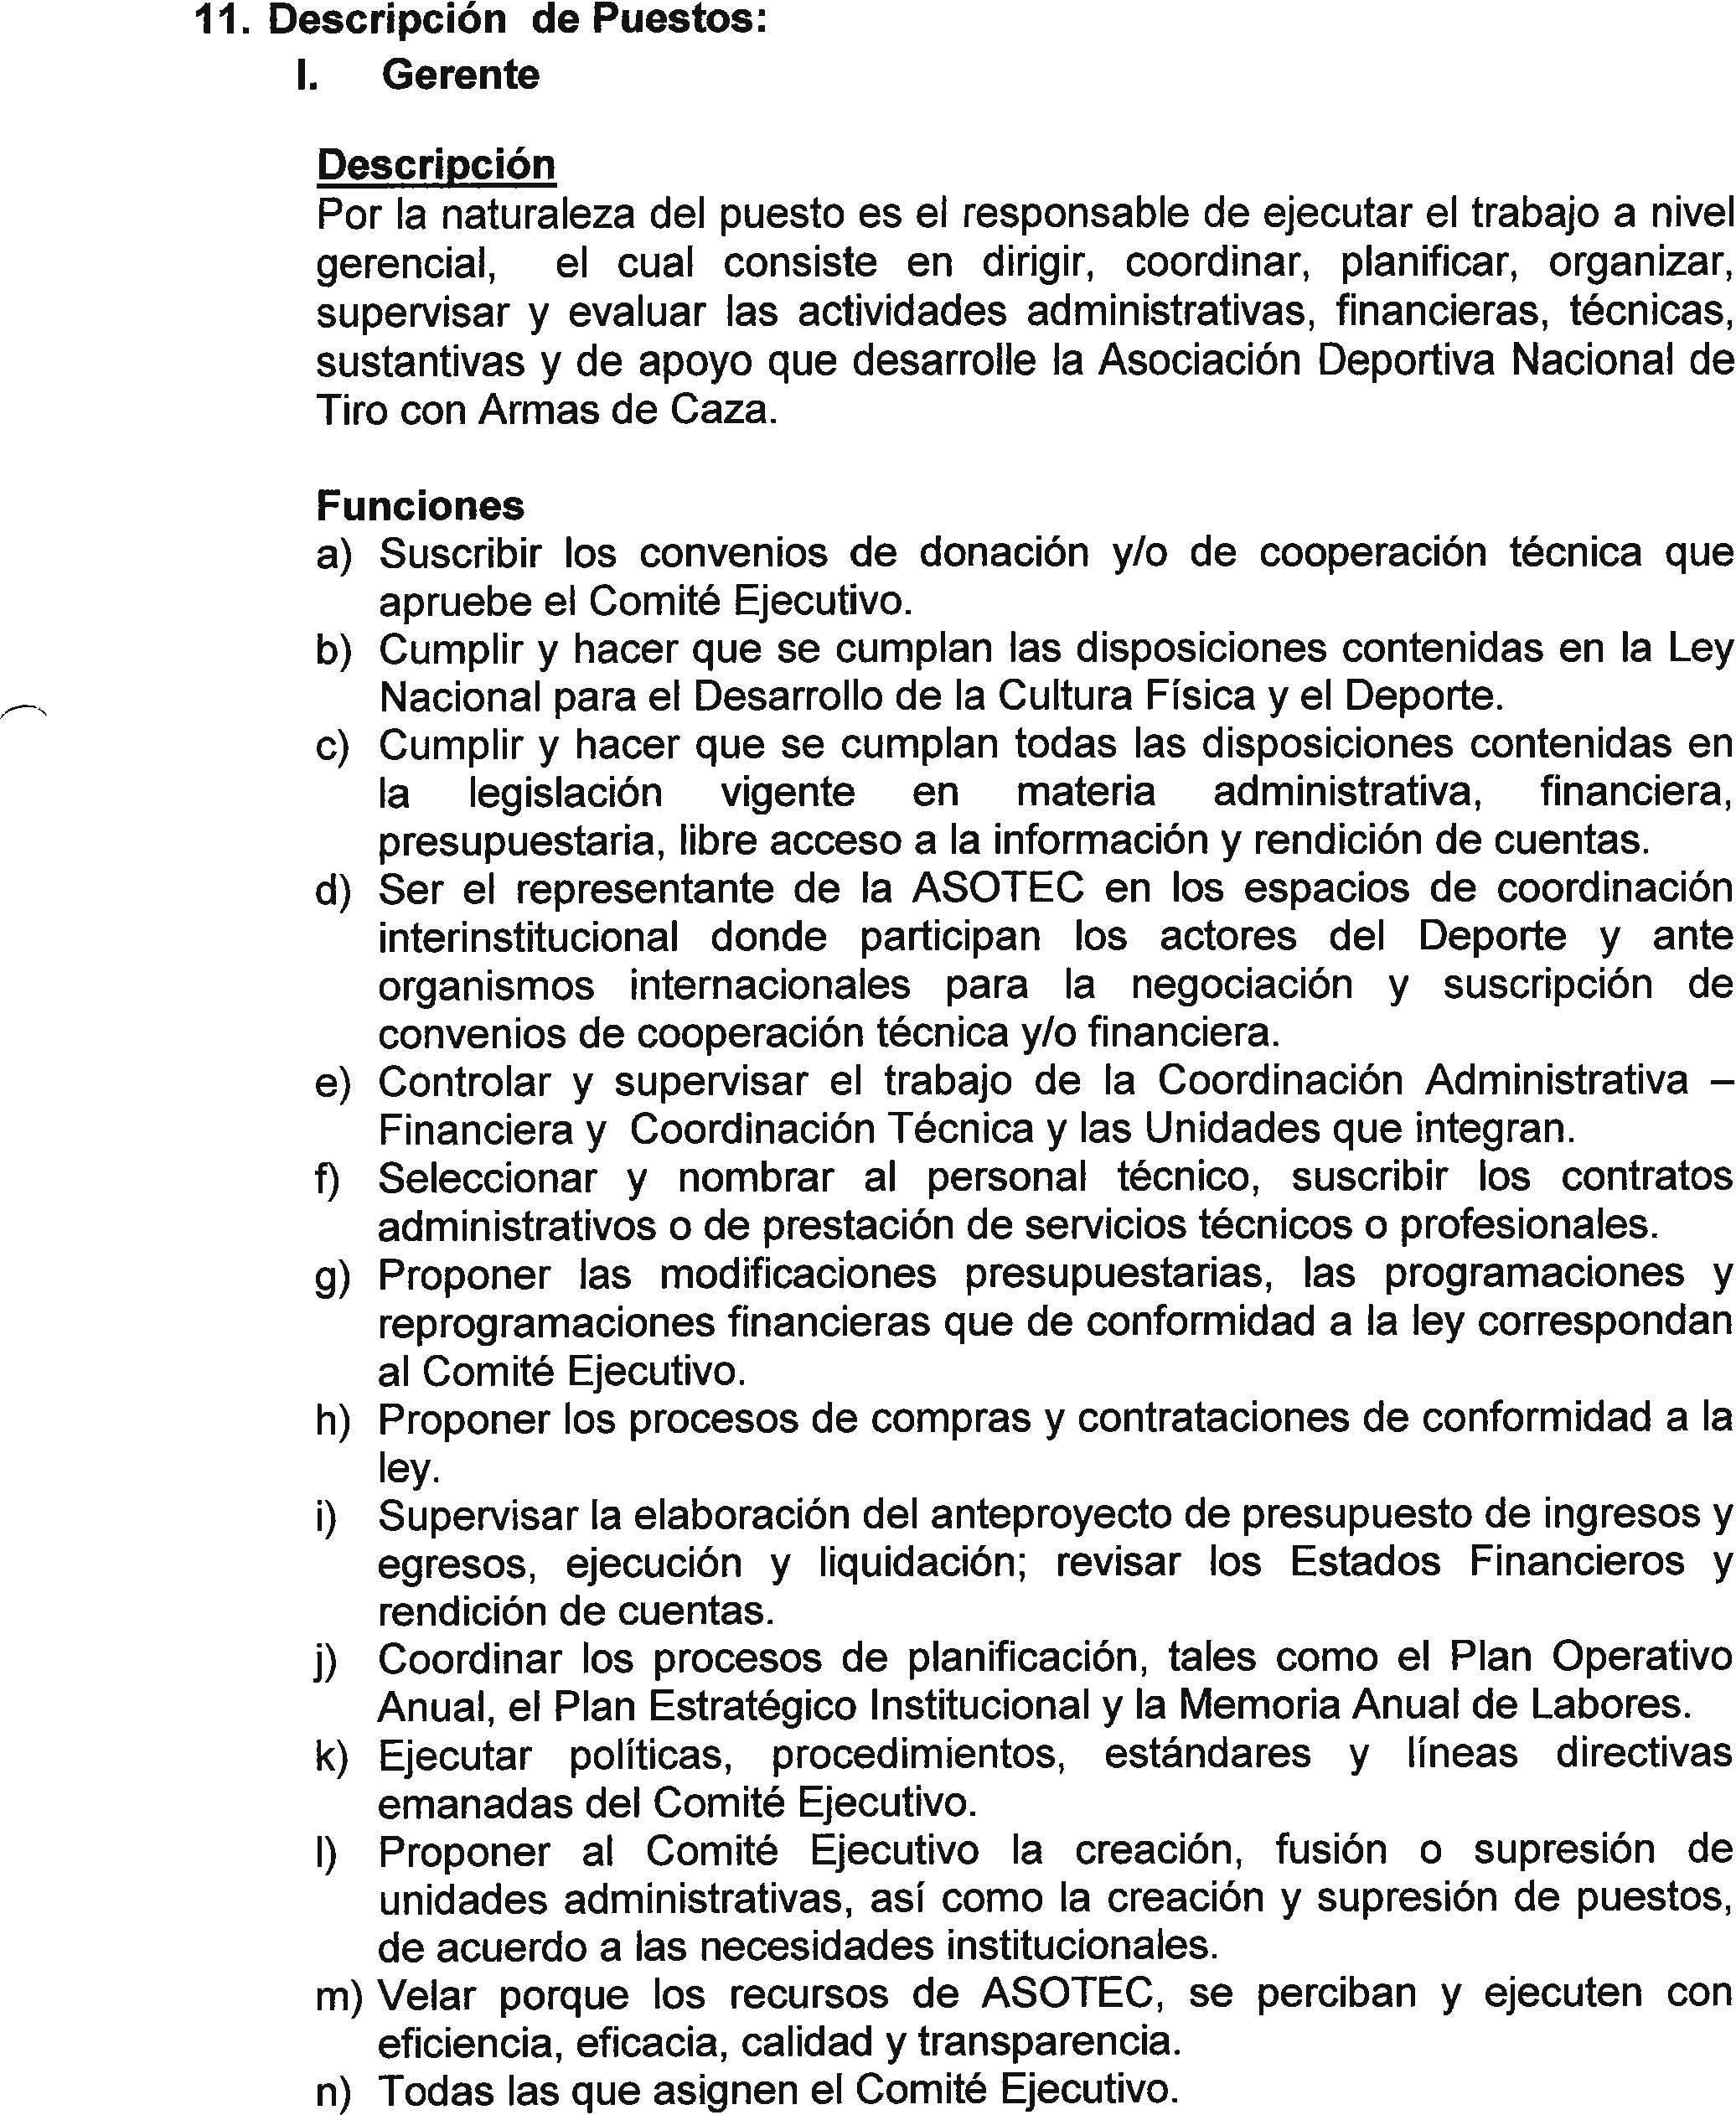 11. Descripción de Puestos:
I. Gerente
Descripción
Por la naturaleza del puesto es el responsable de ejecutar el trabajo a nivel
gerencial, el cual consiste en dirigir, coordinar, planificar, organizar,
supervisar y evaluar las actividades administrativas, financieras, técnicas,
sustantivas y de apoyo que desarrolle la Asociación Deportiva Nacional de
Tiro con Armas de Caza.
Funciones
a) Suscribir los convenios de donación y/o de cooperación técnica que
apruebe el Comité Ejecutivo.
b) Cumplir y hacer que se cumplan las disposiciones contenidas en la Ley
Nacional para el Desarrollo de la Cultura Física y el Deporte.
c) Cumplir y hacer que se cumplan todas las disposiciones contenidas en
la legislación vigente en materia administrativa, financiera,
presupuestaria, libre acceso a la información y rendición de cuentas.
d) Ser el representante de la ASOTEC en los espacios de coordinación
interinstitucional donde participan los actores del Deporte y ante
organismos internacionales para la negociación y suscripción de
convenios de cooperación técnica y/o financiera.
e) Controlar y supervisar el trabajo de la Coordinación Administrativa –
Financiera y Coordinación Técnica y las Unidades que integran.
f) Seleccionar y nombrar al personal técnico, suscribir los contratos
administrativos o de prestación de servicios técnicos o profesionales.
g) Proponer las modificaciones presupuestarias, las programaciones y
reprogramaciones financieras que de conformidad a la ley correspondan
al Comité Ejecutivo.
h) Proponer los procesos de compras y contrataciones de conformidad a la
ley.
i) Supervisar la elaboración del anteproyecto de presupuesto de ingresos y
egresos, ejecución y liquidación; revisar los Estados Financieros y
rendición de cuentas.
j) Coordinar los procesos de planificación, tales como el Plan Operativo
Anual, el Plan Estratégico Institucional y la Memoria Anual de Labores.
k) Ejecutar políticas, procedimientos, estándares y líneas directivas
emanadas del Comité Ejecutivo.
l) Proponer al Comité Ejecutivo la creación, fusión o supresión de
unidades administrativas, así como la creación y supresión de puestos,
de acuerdo a las necesidades institucionales.
m) Velar porque los recursos de ASOTEC, se perciban y ejecuten con
eficiencia, eficacia, calidad y transparencia.
n) Todas las que asignen el Comité Ejecutivo.